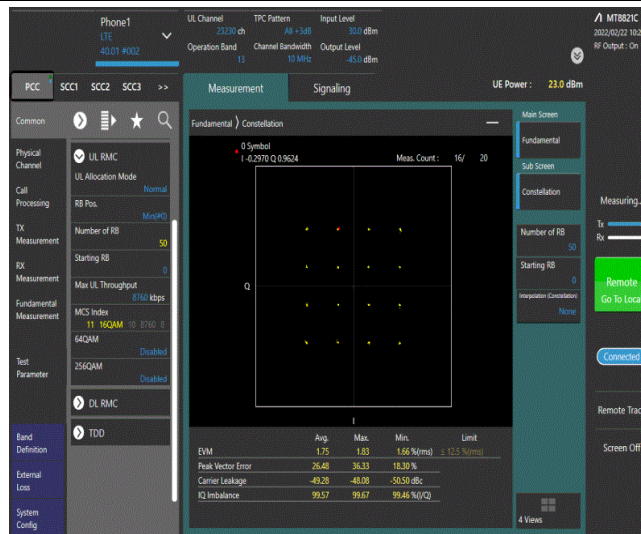 Phone1
LTE
40.01 #002
UL Channel TPC Pattern Input Level
23230 ch All +3dB 30.0 dBm
Operation Band Channel Bandwidth Output Level
13 10 MHz -45.0 dBm
MT8821C
2022/02/22 10:2
RF Output : On
PCC SCC1 SCC2 SCC3 >>
Measurement Signaling
UE Power : 23.0 dBm
Common
Physical
Channel
Call
Processing
TX
Measurement
RX
Measurement
Fundamental
Measurement
Test
Parameter
Band
Definition
External
Loss
System
Config
UL RMC
UL Allocation Mode
Normal
RB Pos.
Min(#0)
Number of RB
50
Starting RB
0
Max UL Throughput
8760 kbps
MCS Index
11 16QAM 10 8760 0
64QAM
Disabled
256QAM
Disabled
DL RMC
TDD
Fundamental 〉 Constellation
0 Symbol
I -0.2970 Q 0.9624 Meas. Count : 16/ 20
Q
I
Avg. Max. Min. Limit
EVM 1.75 1.83 1.66 %(rms) ≤ 12.5 %(rms)
Peak Vector Error 26.48 36.33 18.30 %
Carrier Leakage -49.28 -48.08 -50.50 dBc
IQ Imbalance 99.57 99.67 99.46 %(I/Q)
Main Screen
Fundamental
Sub Screen
Constellation
Number of RB
50
Starting RB
0
Interpolation (Constellation)
None
4 Views
Measuring..
Tx
Rx
Remote
Go To Loca
Connected
Remote Trac
Screen Off